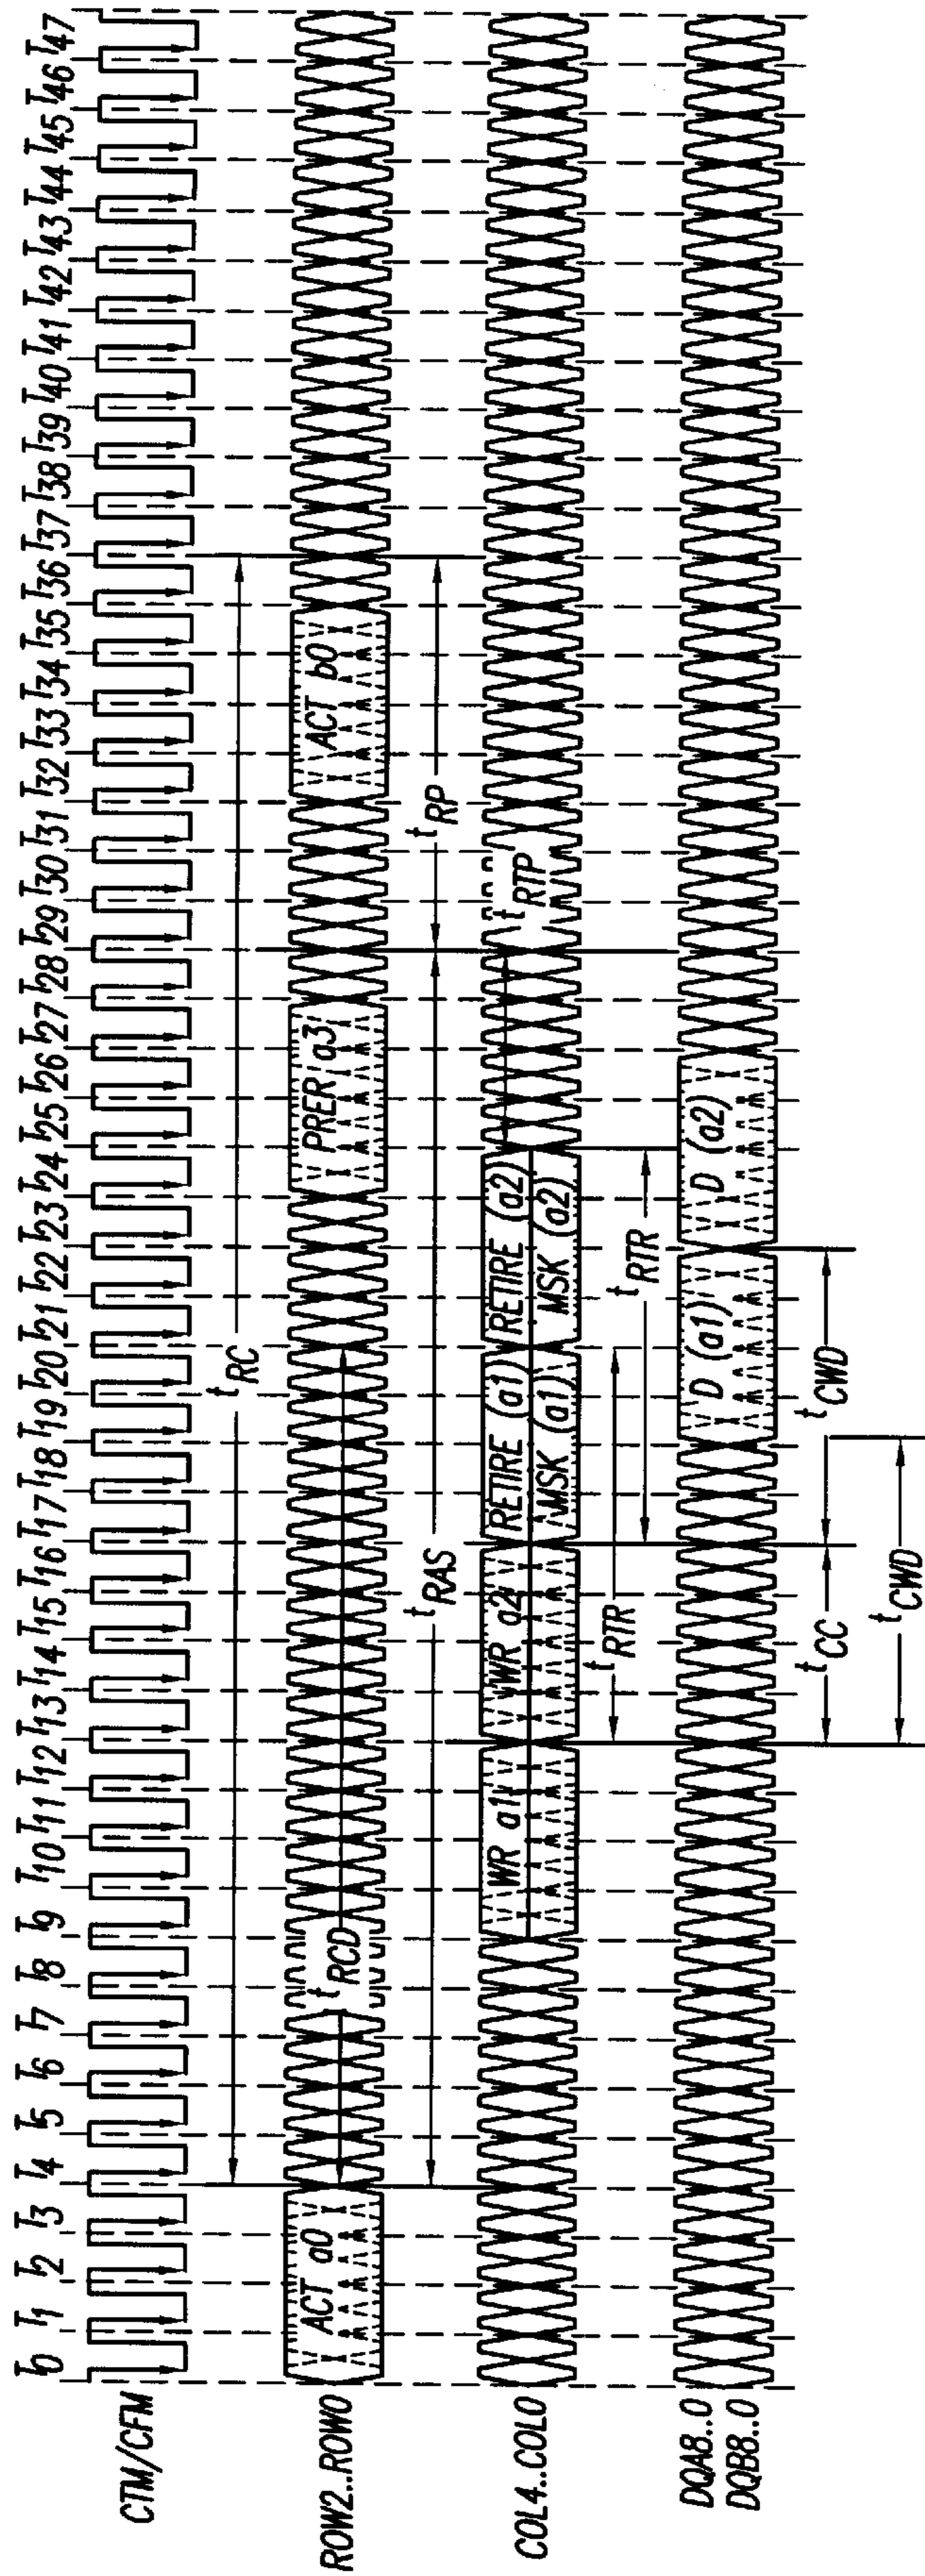 T0 T1 T2 T3 T4 T5 T6 T7 T8 T9 T10 T11 T12 T13 T14 T15 T16 T17 T18 T19 T20 T21 T22 T23 T24 T25 T26 T27 T28 T29 T30 T31 T32 T33 T34 T35 T36 T37 T38 T39 T40 T41 T42 T43 T44 T45 T46 T47
CTM/CFM
tRC
ROW2..ROW0
ACT a0
tRCD
PRER a3
ACT b0
tRAS
tRP
COL4..COL0
WR a1
WR a2
RETIRE (a1)
MSK (a1)
RETIRE (a2)
MSK (a2)
tRTP
tRTR
tRTR
DQA8..0
DQB8..0
D (a1)
D (a2)
tCC
tCWD
tCWD